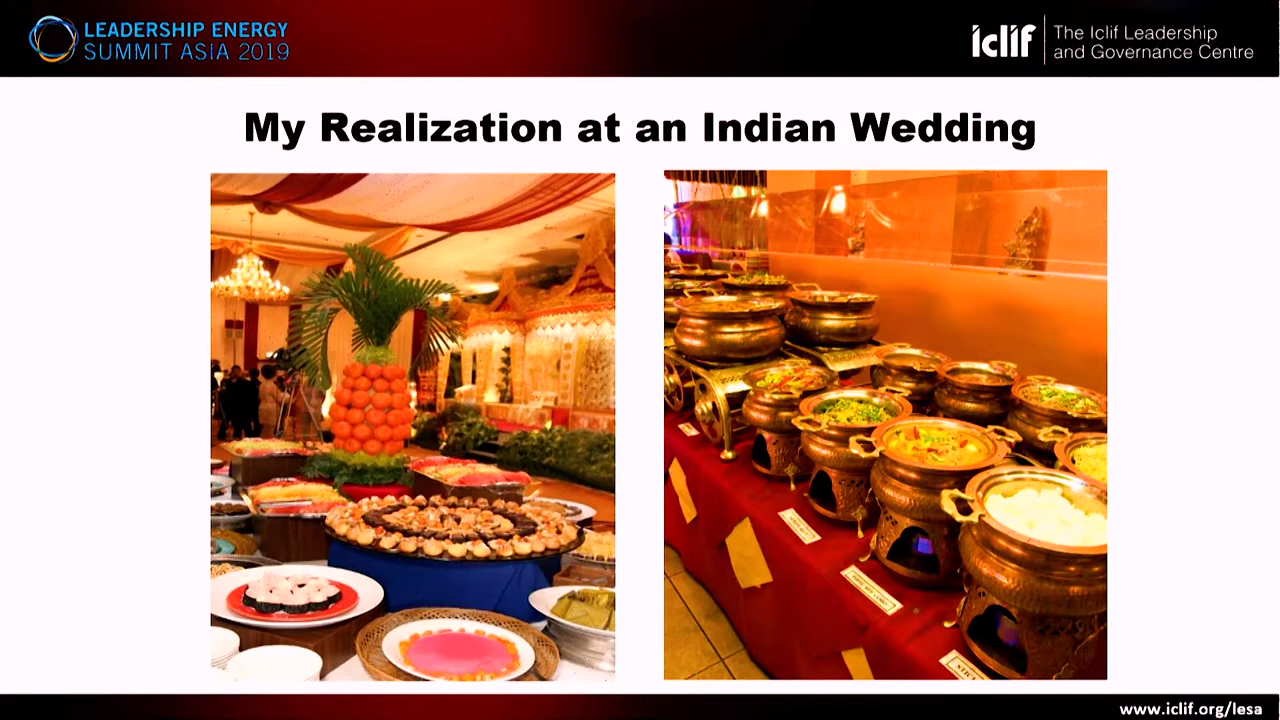 LEADERSHIP ENERGY
SUMMIT ASIA 2019
iclif
The Iclif Leadership
and Governance Centre
My Realization at an Indian Wedding
www.iclif.org/lesa